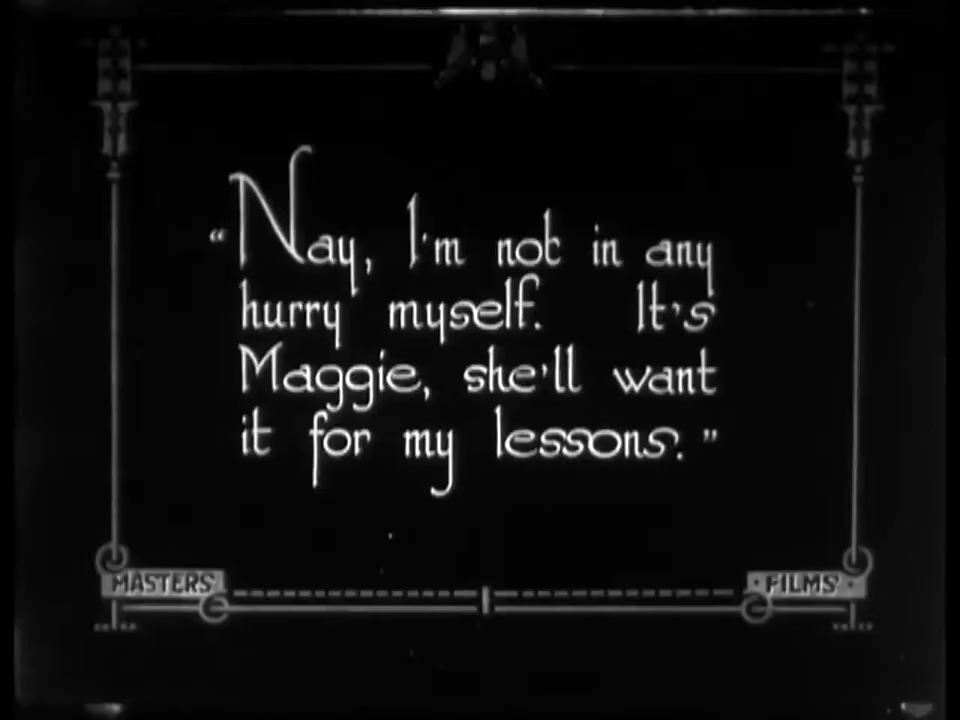 “Nay, I'm not in any
hurry myself. It's
Maggie, she'll want
it for my lessons.”
MASTERS
· FILMS ·